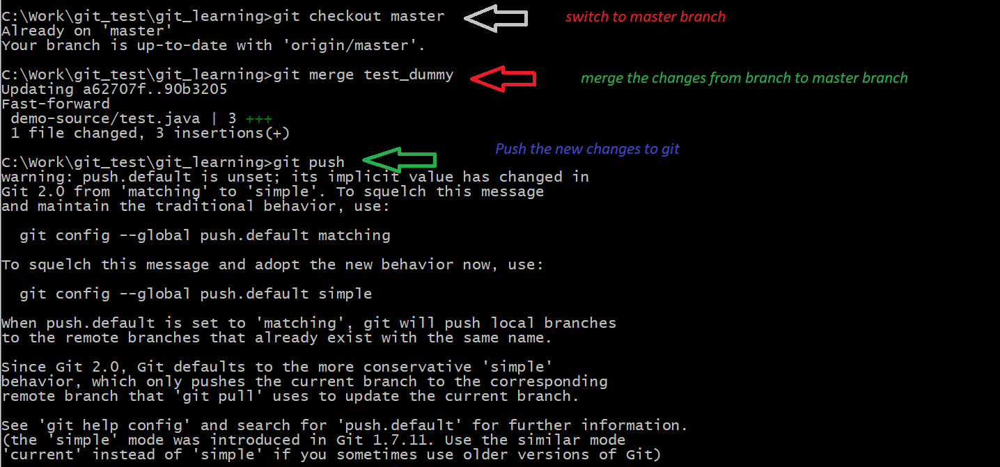 C:\Work\git_test\git_learning>git checkout master
switch to master branch
Already on 'master'
Your branch is up-to-date with 'origin/master'.
C:\Work\git_test\git_learning>git merge test_dummy
merge the changes from branch to master branch
Updating a62707f..90b3205
Fast-forward
 demo-source/test.java | 3 +++
 1 file changed, 3 insertions(+)
Push the new changes to git
C:\Work\git_test\git_learning>git push
warning: push.default is unset; its implicit value has changed in
Git 2.0 from 'matching' to 'simple'. To squelch this message
and maintain the traditional behavior, use:
  git config --global push.default matching
To squelch this message and adopt the new behavior now, use:
  git config --global push.default simple
When push.default is set to 'matching', git will push local branches
to the remote branches that already exist with the same name.
Since Git 2.0, Git defaults to the more conservative 'simple'
behavior, which only pushes the current branch to the corresponding
remote branch that 'git pull' uses to update the current branch.
See 'git help config' and search for 'push.default' for further information.
(the 'simple' mode was introduced in Git 1.7.11. Use the similar mode
'current' instead of 'simple' if you sometimes use older versions of Git)